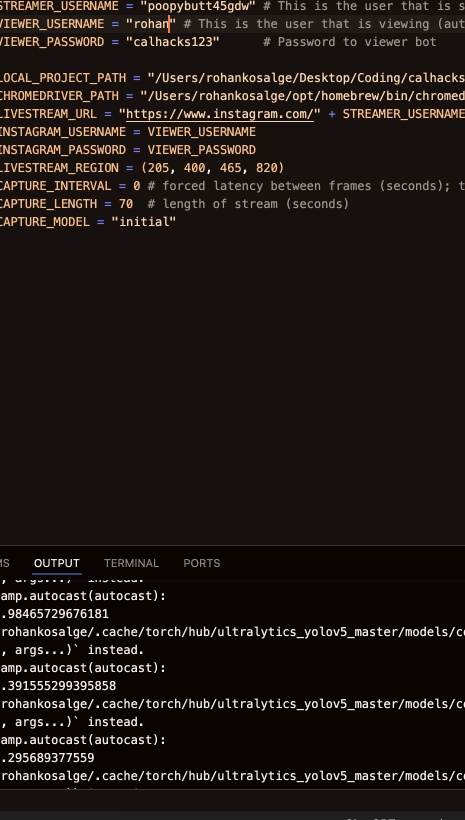 STREAMER_USERNAME = "poopybutt45gdw" # This is the user that is s
VIEWER_USERNAME = "rohan" # This is the user that is viewing (aut
VIEWER_PASSWORD = "calhacks123" # Password to viewer bot
LOCAL_PROJECT_PATH = "/Users/rohankosalge/Desktop/Coding/calhacks
CHROMEDRIVER_PATH = "/Users/rohankosalge/opt/homebrew/bin/chromed
LIVESTREAM_URL = "https://www.instagram.com/" + STREAMER_USERNAME
INSTAGRAM_USERNAME = VIEWER_USERNAME
INSTAGRAM_PASSWORD = VIEWER_PASSWORD
LIVESTREAM_REGION = (205, 400, 465, 820)
CAPTURE_INTERVAL = 0 # forced latency between frames (seconds); t
CAPTURE_LENGTH = 70 # length of stream (seconds)
CAPTURE_MODEL = "initial"
MS OUTPUT TERMINAL PORTS
, args...)` instead.
amp.autocast(autocast):
.98465729676181
rohankosalge/.cache/torch/hub/ultralytics_yolov5_master/models/co
, args...)` instead.
amp.autocast(autocast):
.391555299395858
rohankosalge/.cache/torch/hub/ultralytics_yolov5_master/models/co
, args...)` instead.
amp.autocast(autocast):
.295689377559
rohankosalge/.cache/torch/hub/ultralytics_yolov5_master/models/co